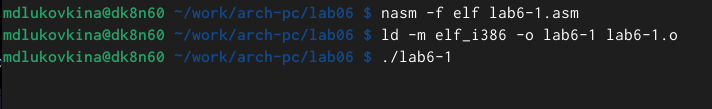 mdlukovkina@dk8n60 ~/work/arch-pc/lab06 $ nasm -f elf lab6-1.asm
mdlukovkina@dk8n60 ~/work/arch-pc/lab06 $ ld -m elf_i386 -o lab6-1 lab6-1.o
mdlukovkina@dk8n60 ~/work/arch-pc/lab06 $ ./lab6-1